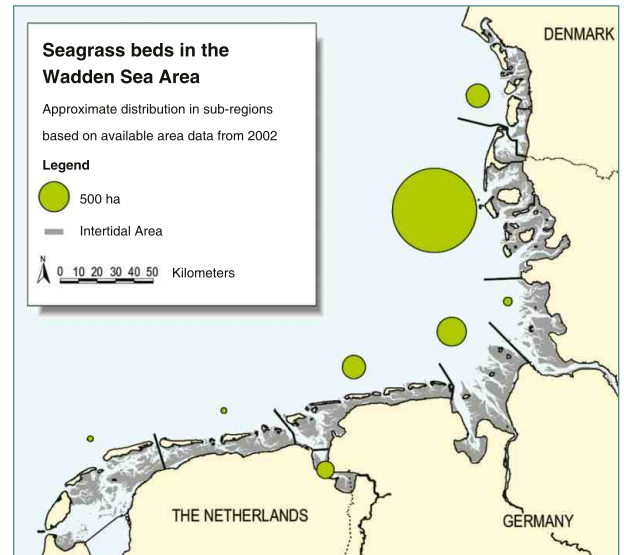 Seagrass beds in the
Wadden Sea Area
Approximate distribution in sub-regions
based on available area data from 2002
Legend
500 ha
Intertidal Area
N
0 10 20 30 40 50 Kilometers
DENMARK
THE NETHERLANDS
GERMANY